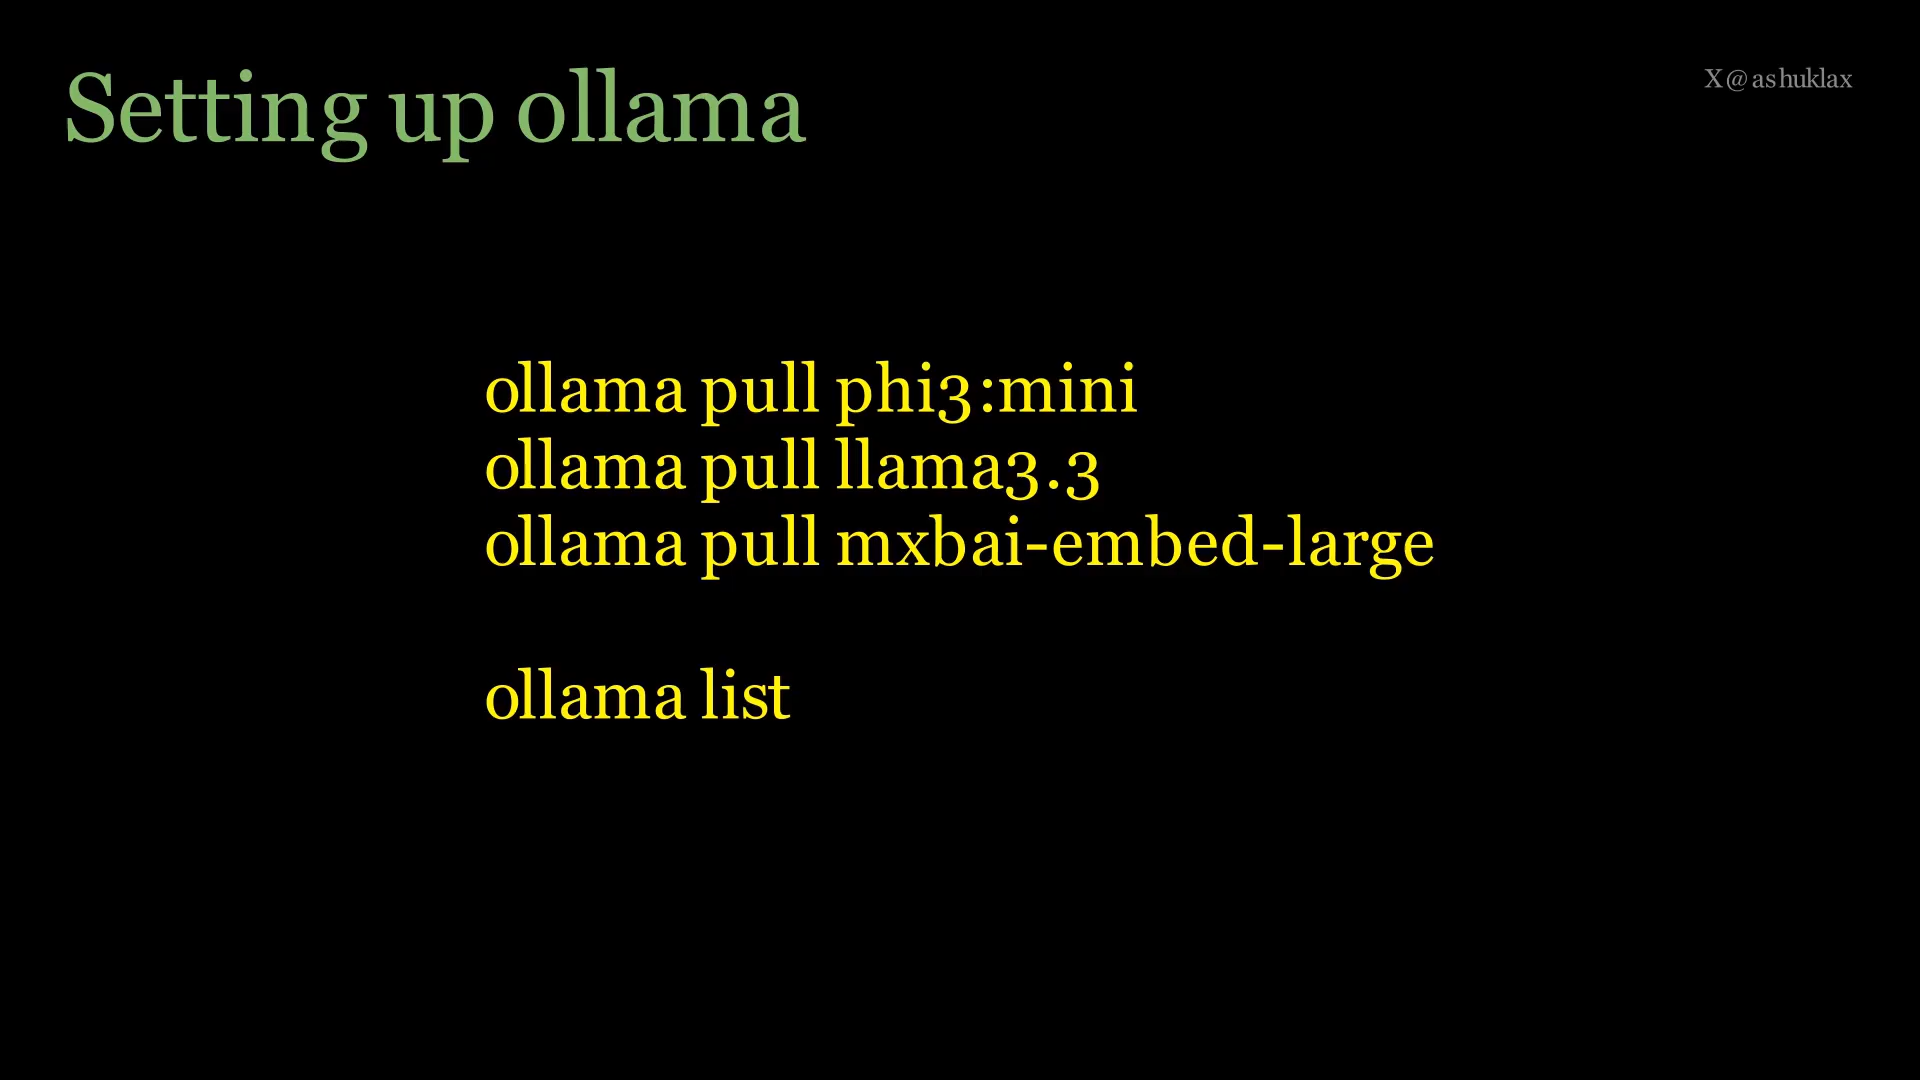 Setting up ollama
X@ashuklax
ollama pull phi3:mini
ollama pull llama3.3
ollama pull mxbai-embed-large
ollama list